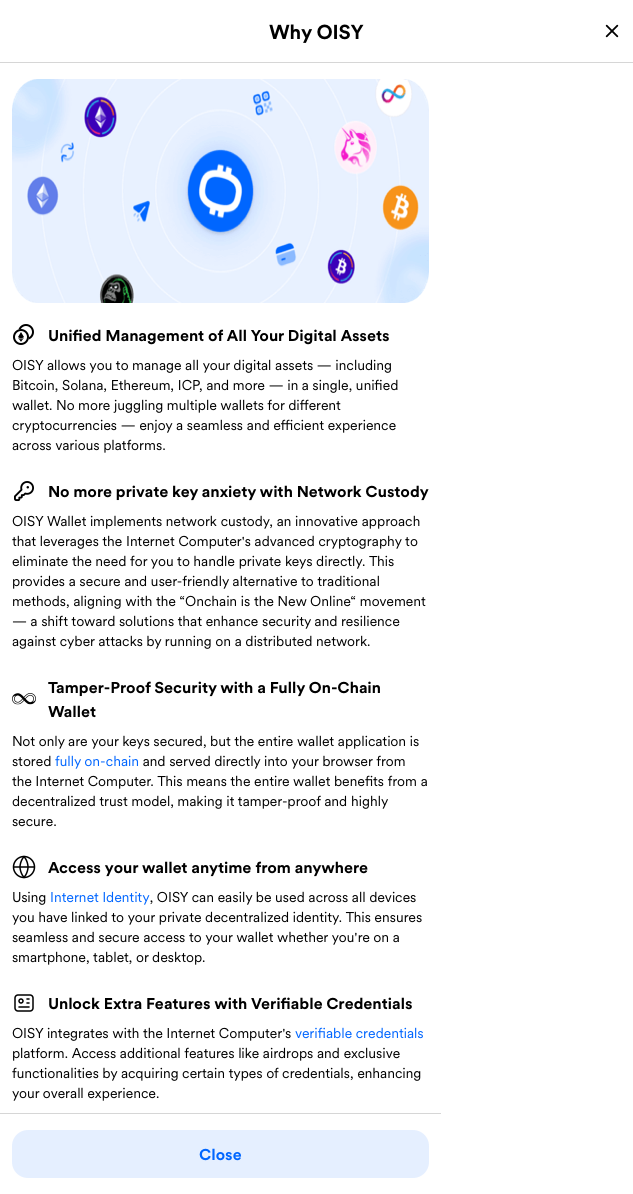 Why OISY
Unified Management of All Your Digital Assets
OISY allows you to manage all your digital assets — including
Bitcoin, Solana, Ethereum, ICP, and more — in a single, unified
wallet. No more juggling multiple wallets for different
cryptocurrencies — enjoy a seamless and efficient experience
across various platforms.
No more private key anxiety with Network Custody
OISY Wallet implements network custody, an innovative approach
that leverages the Internet Computer's advanced cryptography to
eliminate the need for you to handle private keys directly. This
provides a secure and user-friendly alternative to traditional
methods, aligning with the “Onchain is the New Online“ movement
— a shift toward solutions that enhance security and resilience
against cyber attacks by running on a distributed network.
Tamper-Proof Security with a Fully On-Chain
Wallet
Not only are your keys secured, but the entire wallet application is
stored fully on-chain and served directly into your browser from
the Internet Computer. This means the entire wallet benefits from a
decentralized trust model, making it tamper-proof and highly
secure.
Access your wallet anytime from anywhere
Using Internet Identity, OISY can easily be used across all devices
you have linked to your private decentralized identity. This ensures
seamless and secure access to your wallet whether you're on a
smartphone, tablet, or desktop.
Unlock Extra Features with Verifiable Credentials
OISY integrates with the Internet Computer's verifiable credentials
platform. Access additional features like airdrops and exclusive
functionalities by acquiring certain types of credentials, enhancing
your overall experience.
Close